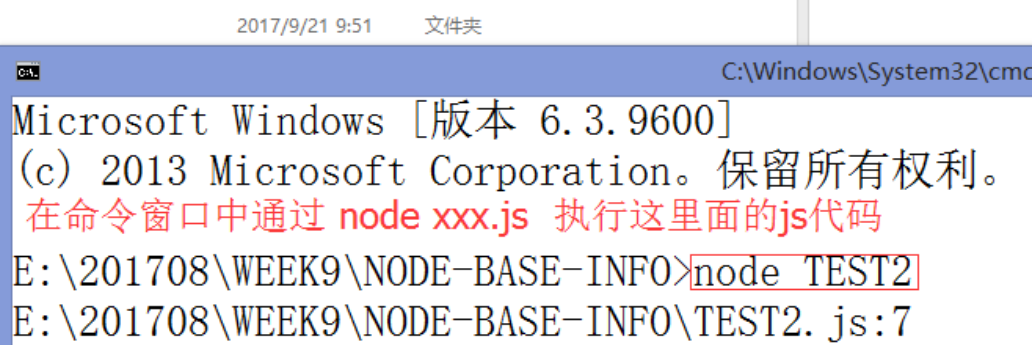 2017/9/21 9:51 文件夹
C:\Windows\System32\cmd
Microsoft Windows [版本 6.3.9600]
(c) 2013 Microsoft Corporation。保留所有权利。
在命令窗口中通过 node xxx.js 执行这里面的js代码
E:\201708\WEEK9\NODE-BASE-INFO>node TEST2
E:\201708\WEEK9\NODE-BASE-INFO\TEST2.js:7